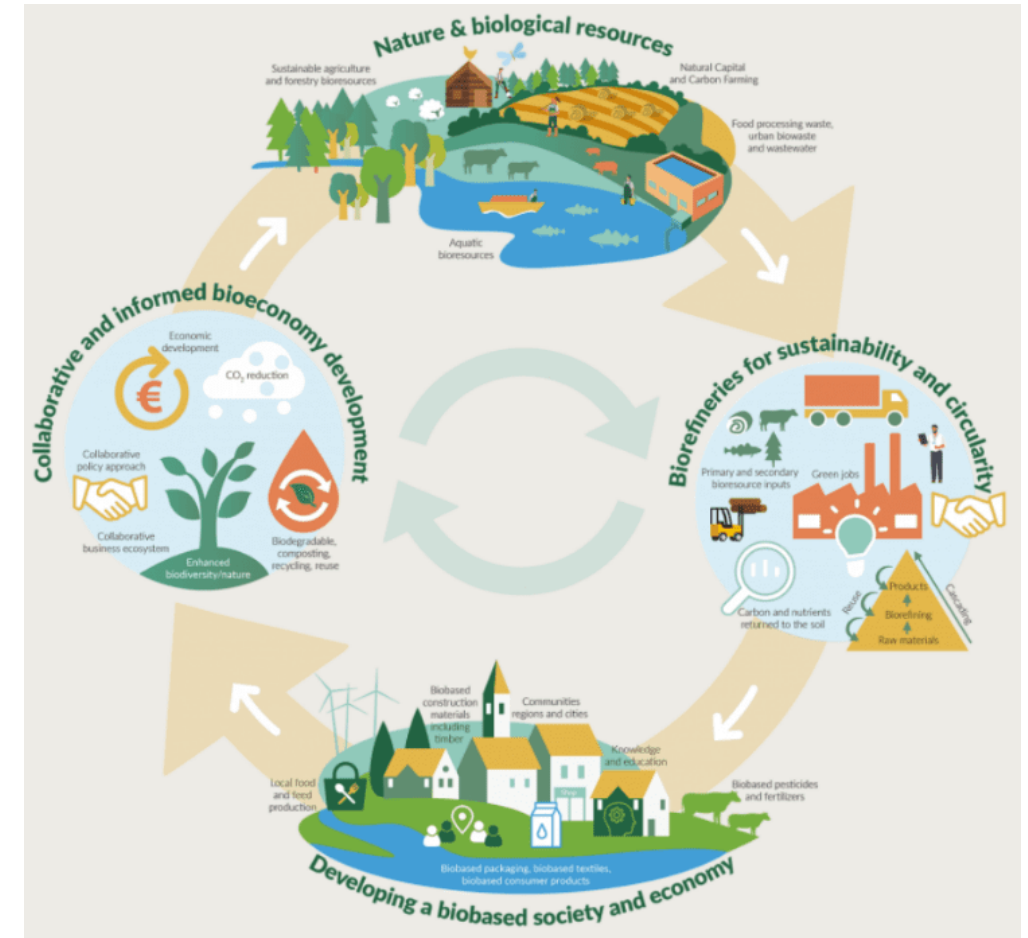 Nature & biological resources
Sustainable agriculture
and forestry bioresources
Natural Capital
and Carbon Farming
Food processing waste,
urban biowaste
and wastewater
Aquatic
bioresources
Biorefineries for sustainability and circularity
Primary and secondary
bioresource inputs
Green jobs
Carbon and nutrients
returned to the soil
Reuse
Products
Biorefining
Raw materials
Cascading
Developing a biobased society and economy
Biobased
construction
materials
including
timber
Communities
regions and cities
Knowledge
and education
Local food
and feed
production
Shop
Biobased pesticides
and fertilizers
Biobased packaging, biobased textiles,
biobased consumer products
Collaborative and informed bioeconomy development
Economic
development
€
CO2 reduction
Collaborative
policy approach
Collaborative
business ecosystem
Enhanced
biodiversity/nature
Biodegradable,
composting,
recycling, reuse